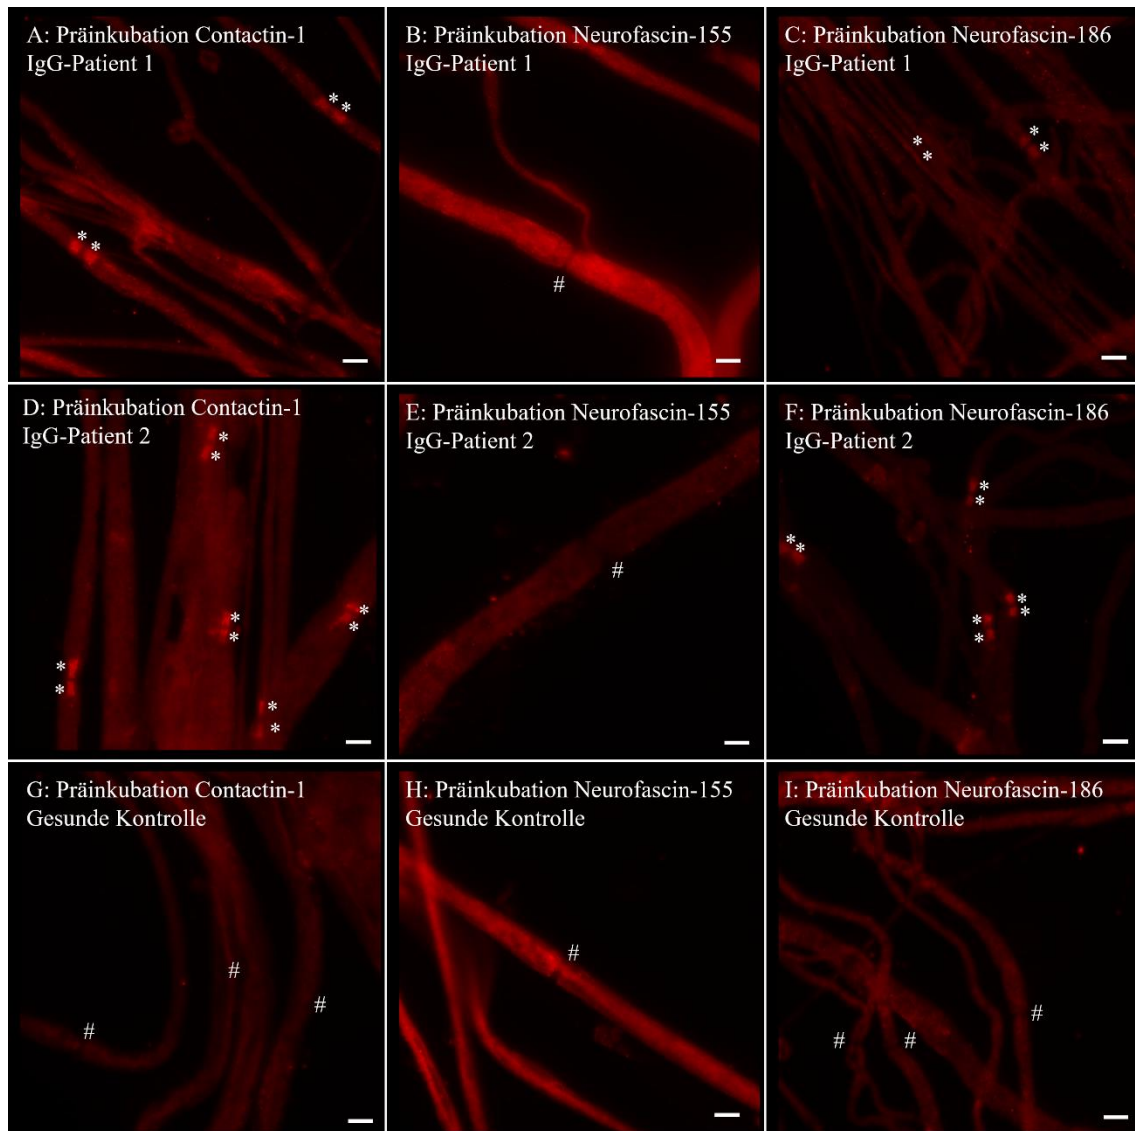 A: Präinkubation Contactin-1
IgG-Patient 1
B: Präinkubation Neurofascin-155
IgG-Patient 1
C: Präinkubation Neurofascin-186
IgG-Patient 1
* *
* *
* *
* *
#
D: Präinkubation Contactin-1
IgG-Patient 2
E: Präinkubation Neurofascin-155
IgG-Patient 2
F: Präinkubation Neurofascin-186
IgG-Patient 2
* *
* *
* *
* *
* *
#
* *
* *
* *
* *
G: Präinkubation Contactin-1
Gesunde Kontrolle
H: Präinkubation Neurofascin-155
Gesunde Kontrolle
I: Präinkubation Neurofascin-186
Gesunde Kontrolle
#
#
#
#
#
#
#